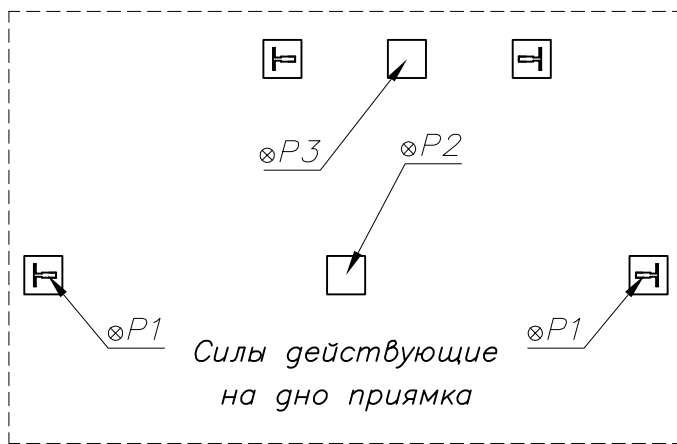 ⊗P3
⊗P2
⊗P1
⊗P1
Силы действующие
на дно приямка